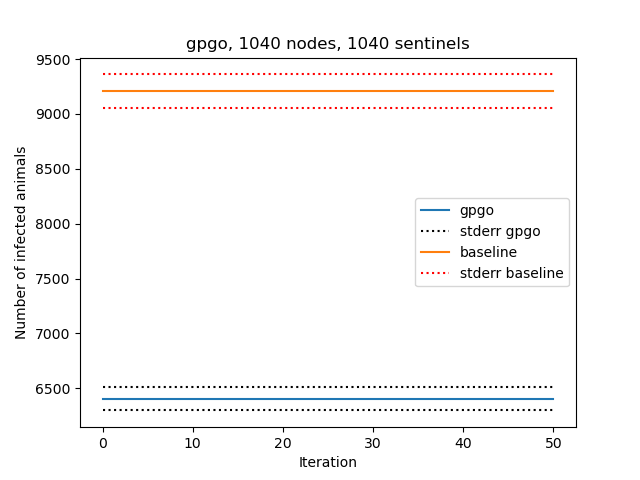 gpgo, 1040 nodes, 1040 sentinels
9500
9000
8500
8000
7500
7000
6500
Number of infected animals
gpgo
stderr gpgo
baseline
stderr baseline
0 10 20 30 40 50
Iteration